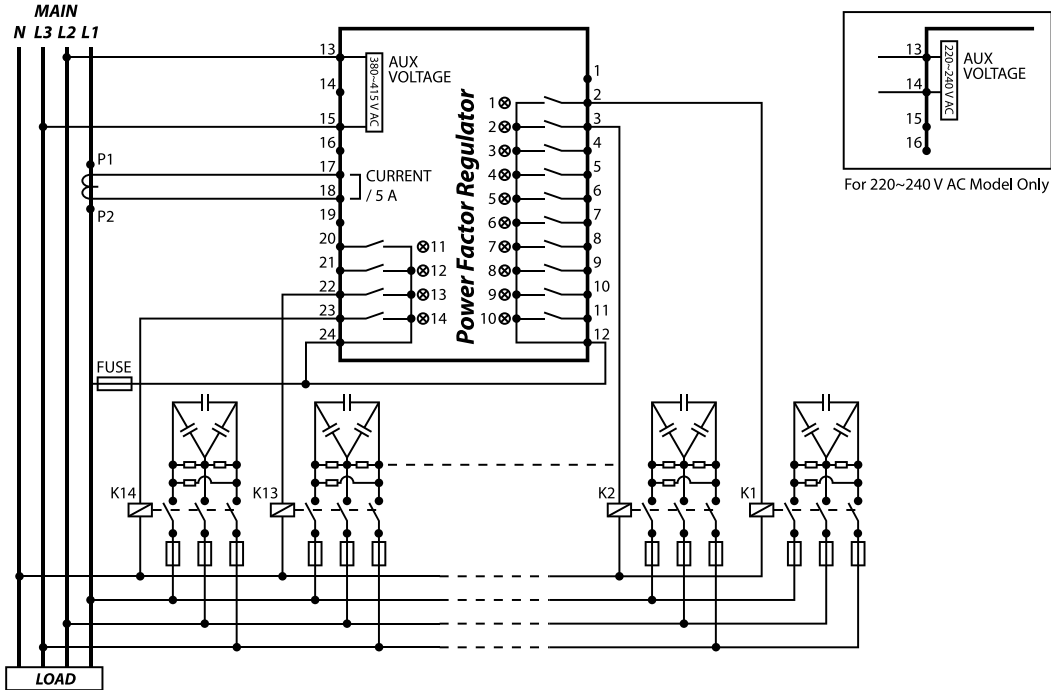 MAIN
N L3 L2 L1
13
14
15
16
17
18
19
20
21
22
23
24
380~415 V AC
AUX
VOLTAGE
CURRENT
/ 5 A
P1
P2
11
12
13
14
Power Factor Regulator
1
2
3
4
5
6
7
8
9
10
1
2
3
4
5
6
7
8
9
10
11
12
FUSE
K14
K13
K2
K1
LOAD
13
14
15
16
220~240 V AC
AUX
VOLTAGE
For 220~240 V AC Model Only